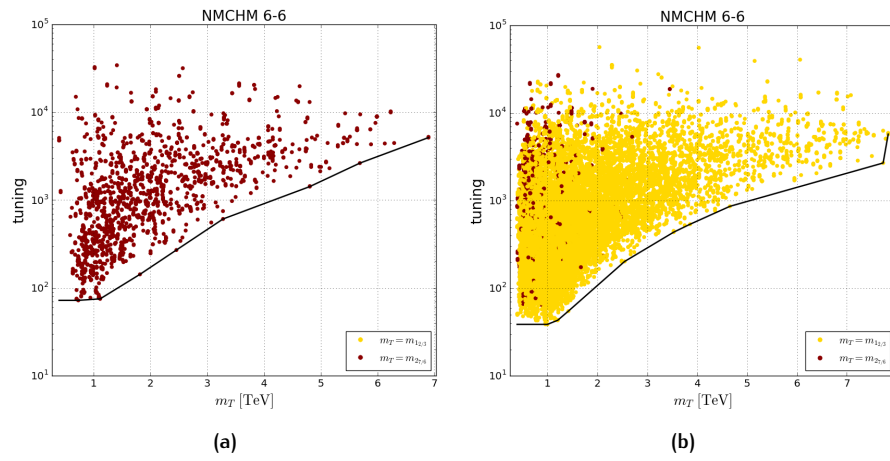 NMCHM 6-6
10^5
10^4
10^3
10^2
10^1
tuning
1 2 3 4 5 6 7
m_T [TeV]
m_T = m_{1_{2/3}}
m_T = m_{2_{7/6}}
(a)
NMCHM 6-6
10^5
10^4
10^3
10^2
10^1
tuning
1 2 3 4 5 6 7
m_T [TeV]
m_T = m_{1_{2/3}}
m_T = m_{2_{7/6}}
(b)